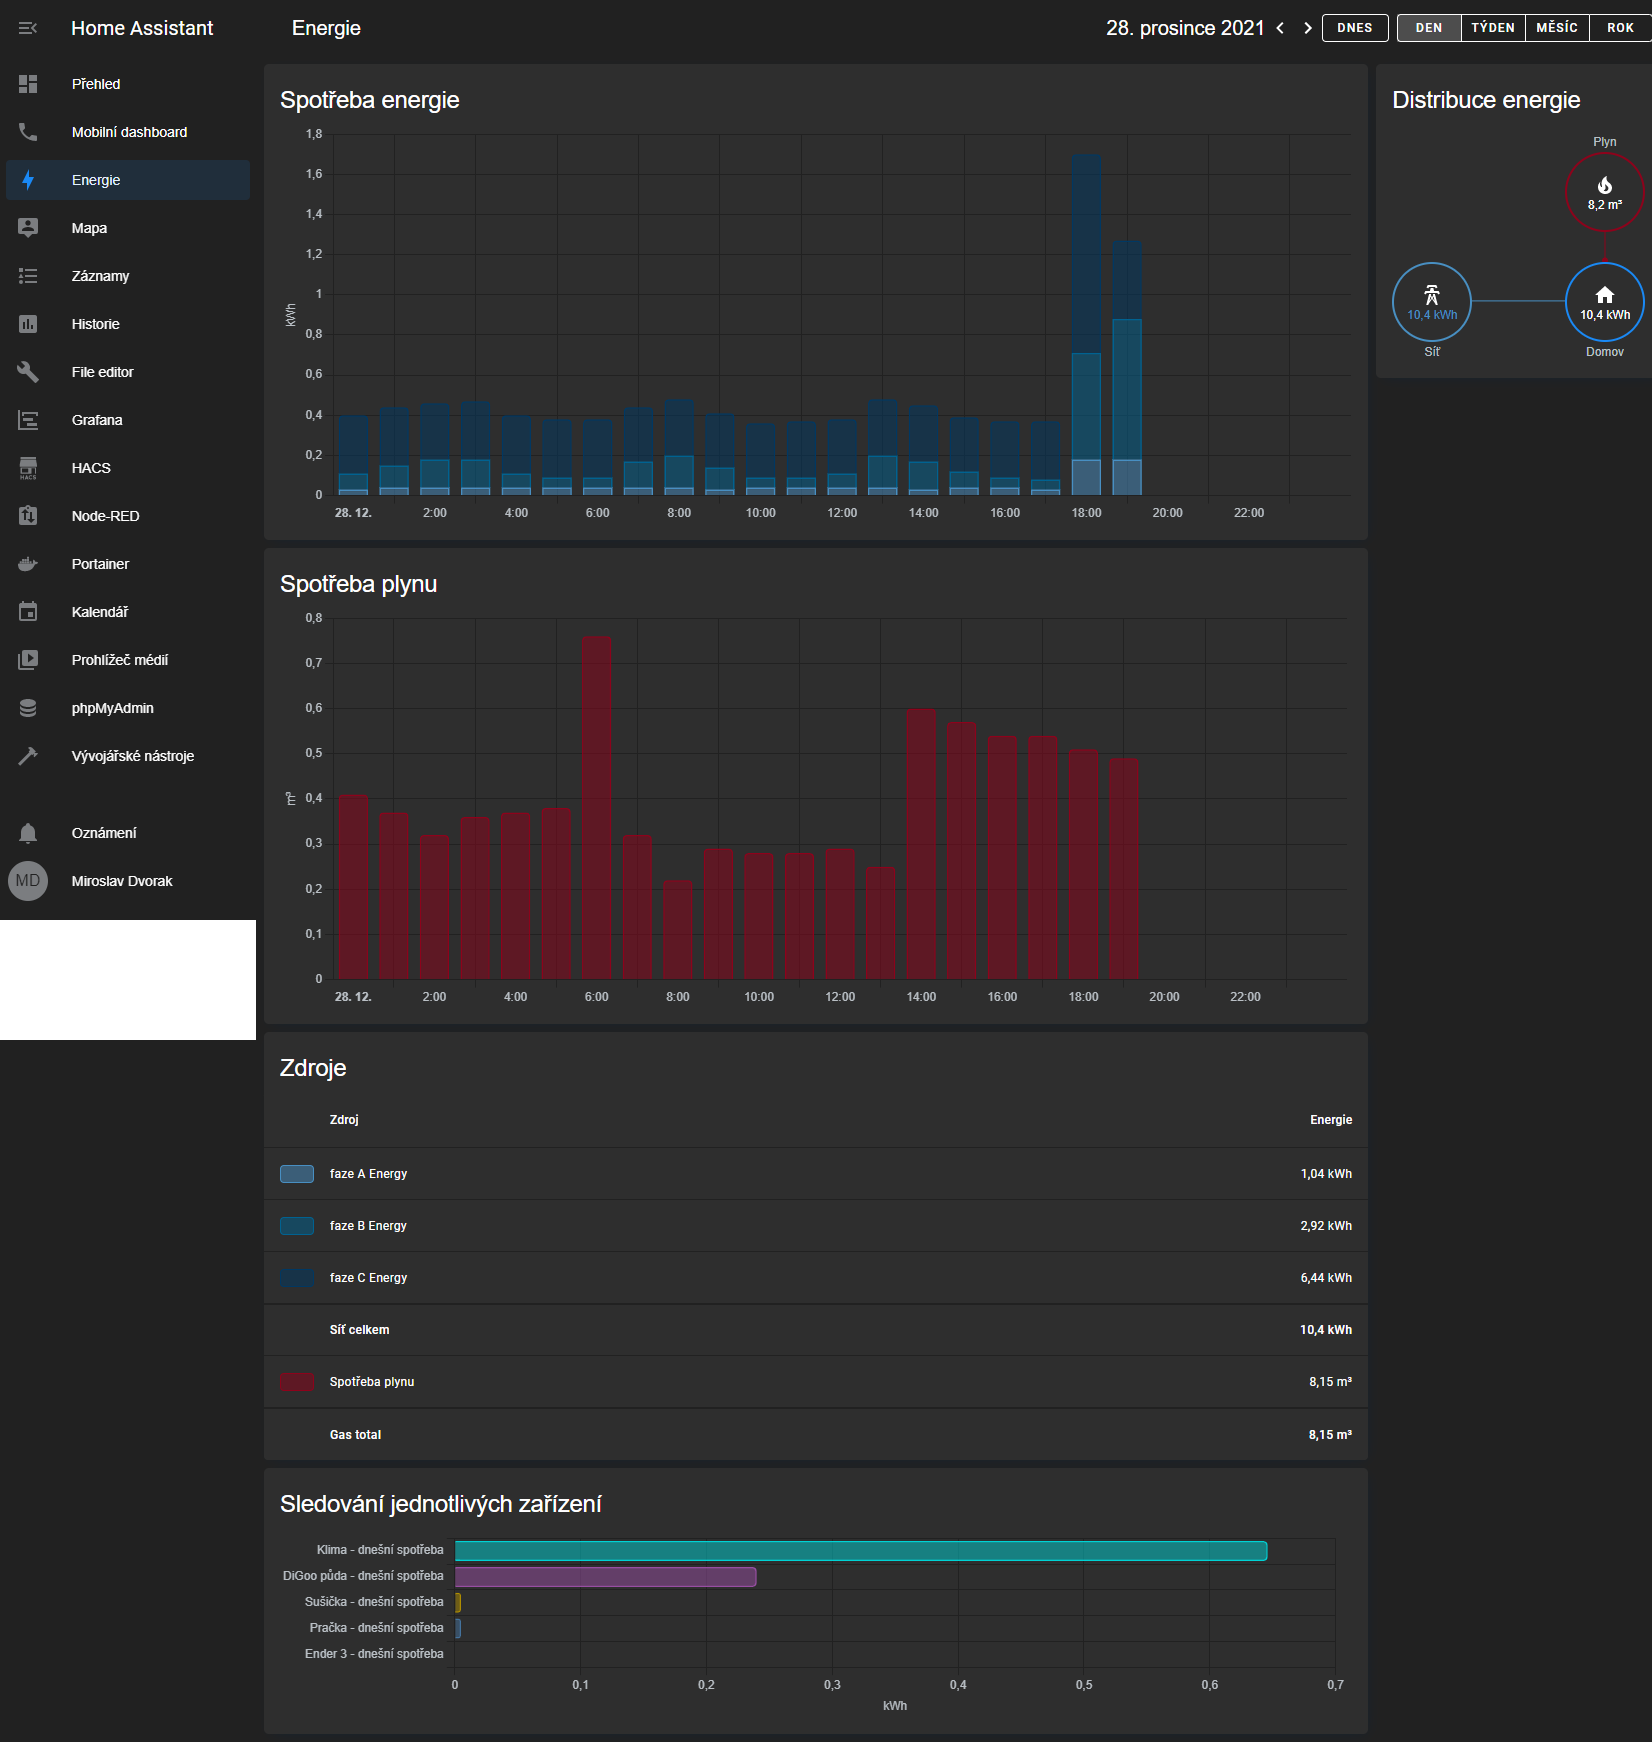 Home Assistant
Energie
28. prosince 2021
DNES
DEN
TÝDEN
MĚSÍC
ROK
Přehled
Mobilní dashboard
Energie
Mapa
Záznamy
Historie
File editor
Grafana
HACS
HACS
Node-RED
Portainer
Kalendář
Prohlížeč médií
phpMyAdmin
Vývojářské nástroje
Oznámení
MD
Miroslav Dvorak
Spotřeba energie
1,8
1,6
1,4
1,2
1
0,8
0,6
0,4
0,2
0
kWh
28. 12.
2:00
4:00
6:00
8:00
10:00
12:00
14:00
16:00
18:00
20:00
22:00
Distribuce energie
Plyn
8,2 m³
10,4 kWh
10,4 kWh
Síť
Domov
Spotřeba plynu
0,8
0,7
0,6
0,5
0,4
0,3
0,2
0,1
0
m³
28. 12.
2:00
4:00
6:00
8:00
10:00
12:00
14:00
16:00
18:00
20:00
22:00
Zdroje
Zdroj Energie
faze A Energy 1,04 kWh
faze B Energy 2,92 kWh
faze C Energy 6,44 kWh
Síť celkem 10,4 kWh
Spotřeba plynu 8,15 m³
Gas total 8,15 m³
Sledování jednotlivých zařízení
Klima - dnešní spotřeba
DiGoo půda - dnešní spotřeba
Sušička - dnešní spotřeba
Pračka - dnešní spotřeba
Ender 3 - dnešní spotřeba
0
0,1
0,2
0,3
0,4
0,5
0,6
0,7
kWh